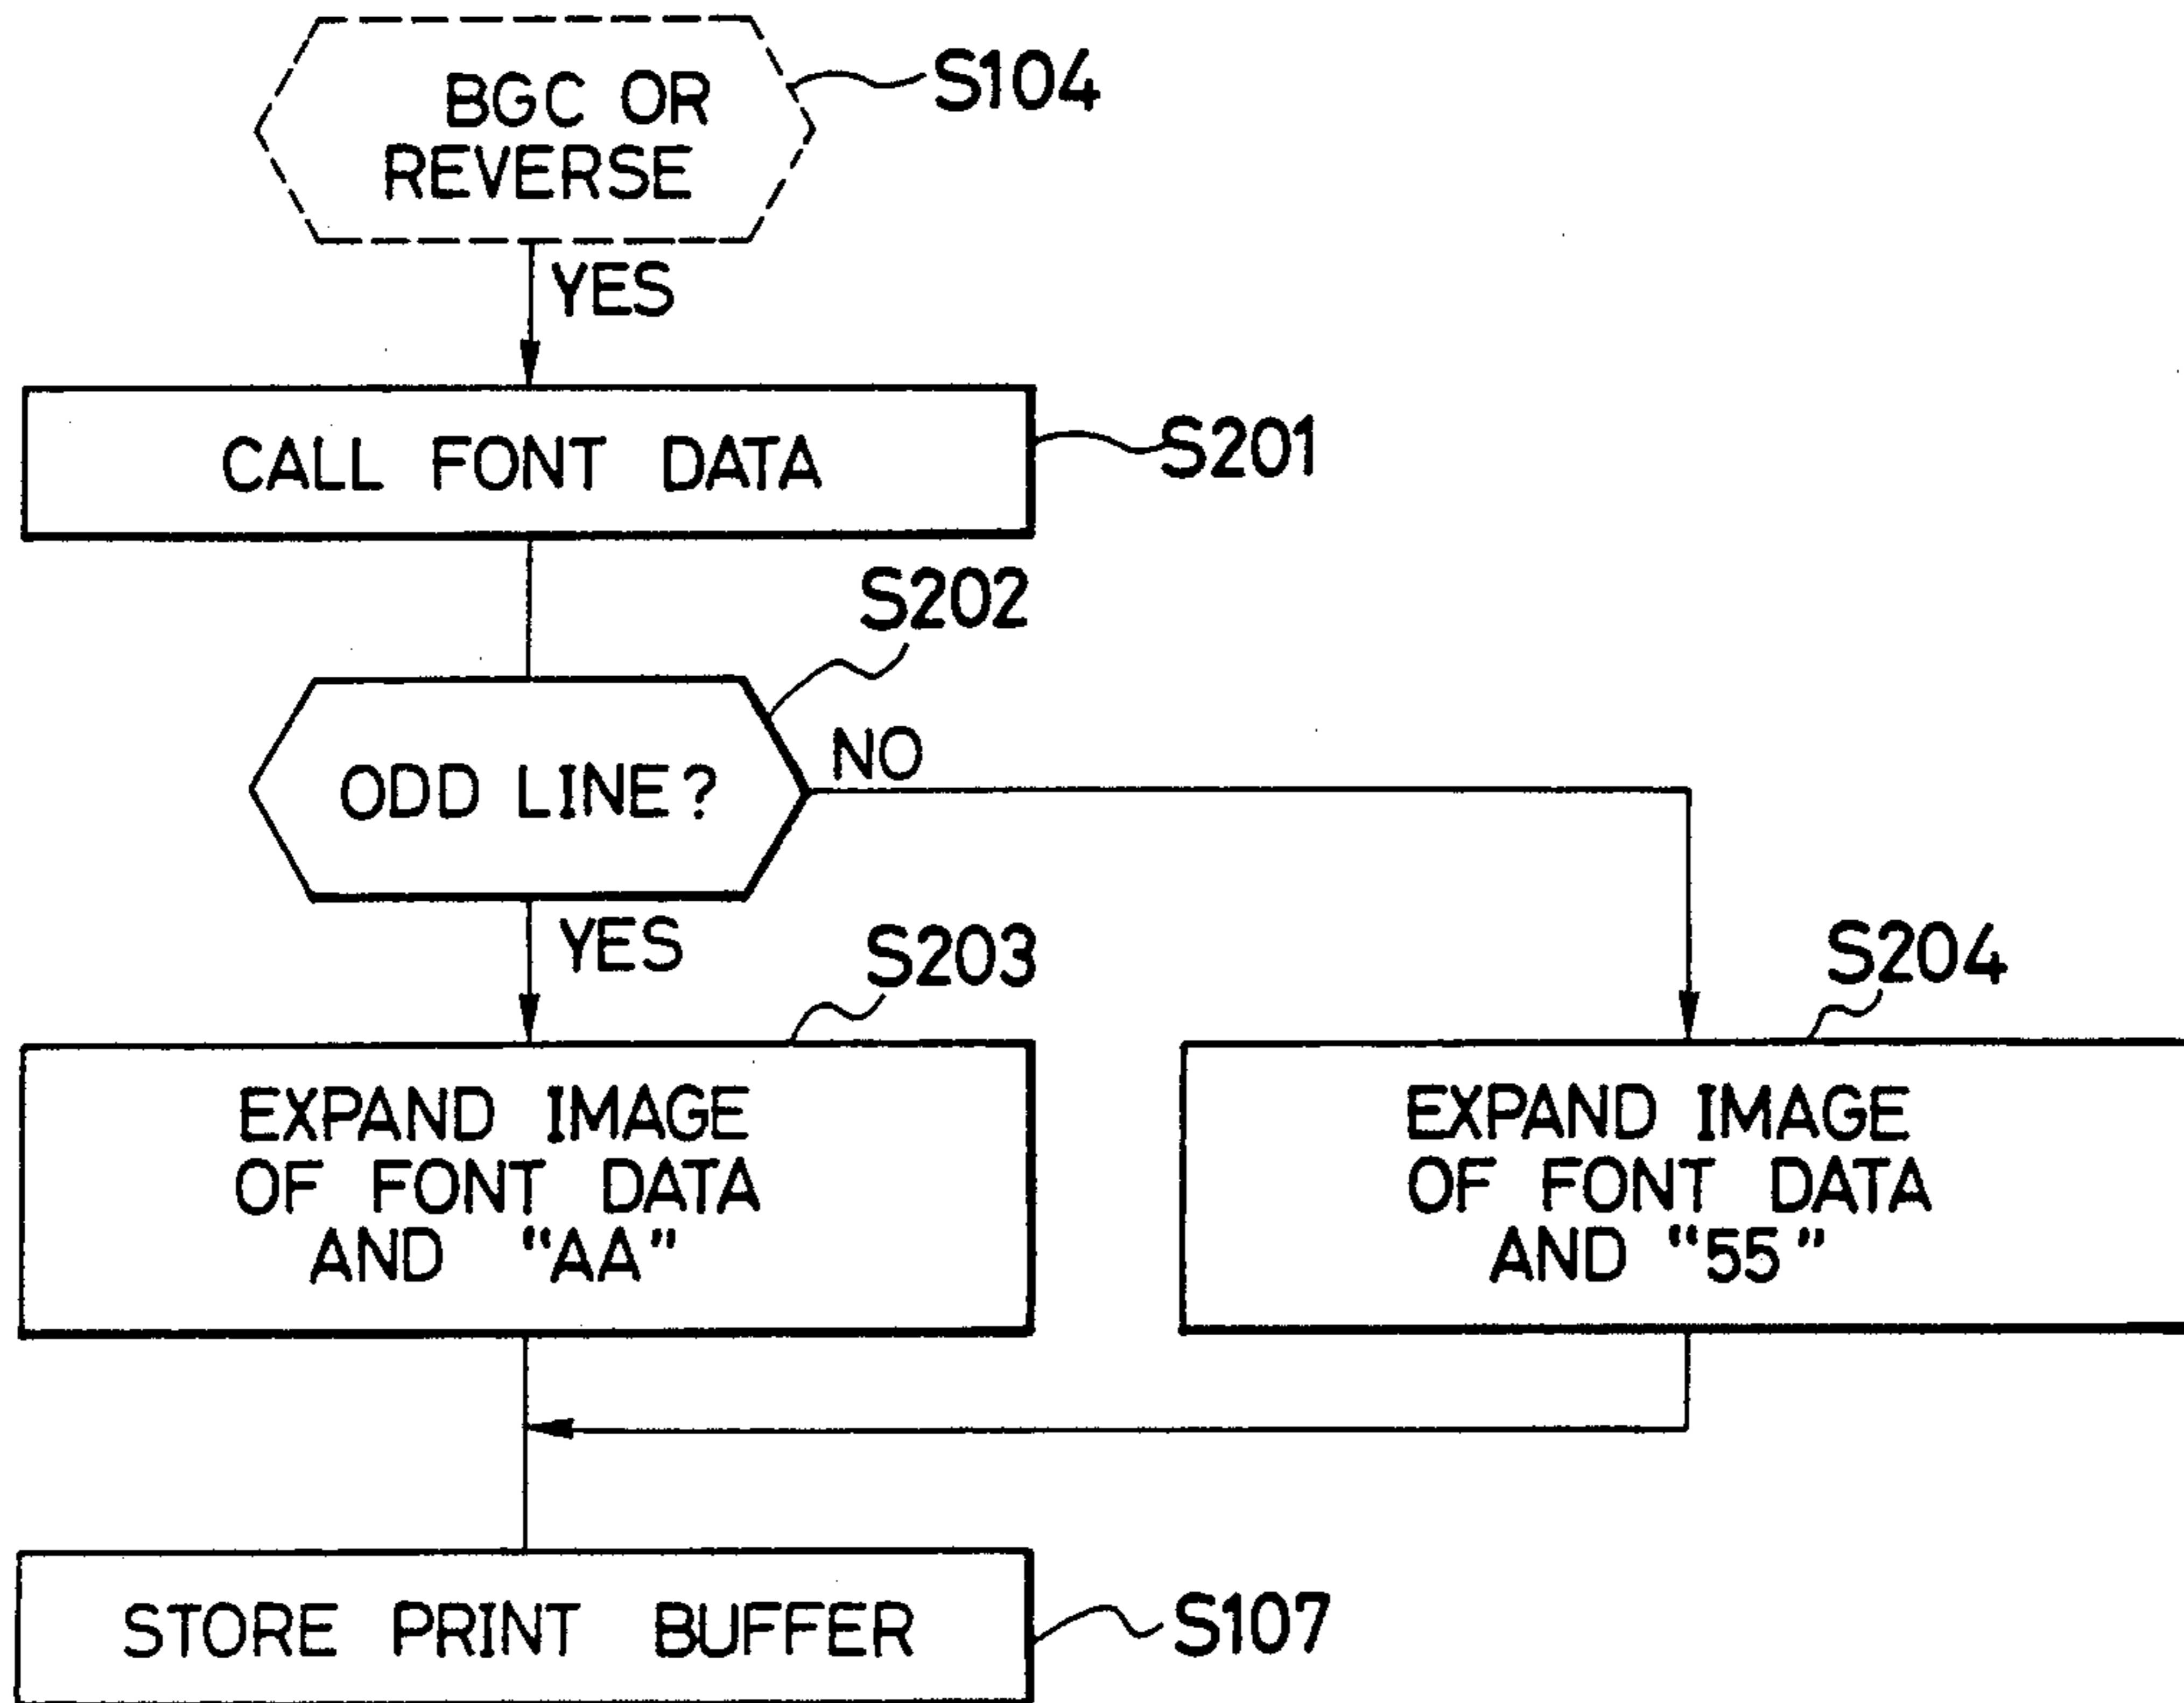 BGC OR
REVERSE
S104
YES
CALL FONT DATA
S201
S202
ODD LINE?
NO
YES
S203
S204
EXPAND IMAGE
OF FONT DATA
AND "AA"
EXPAND IMAGE
OF FONT DATA
AND "55"
STORE PRINT BUFFER
S107